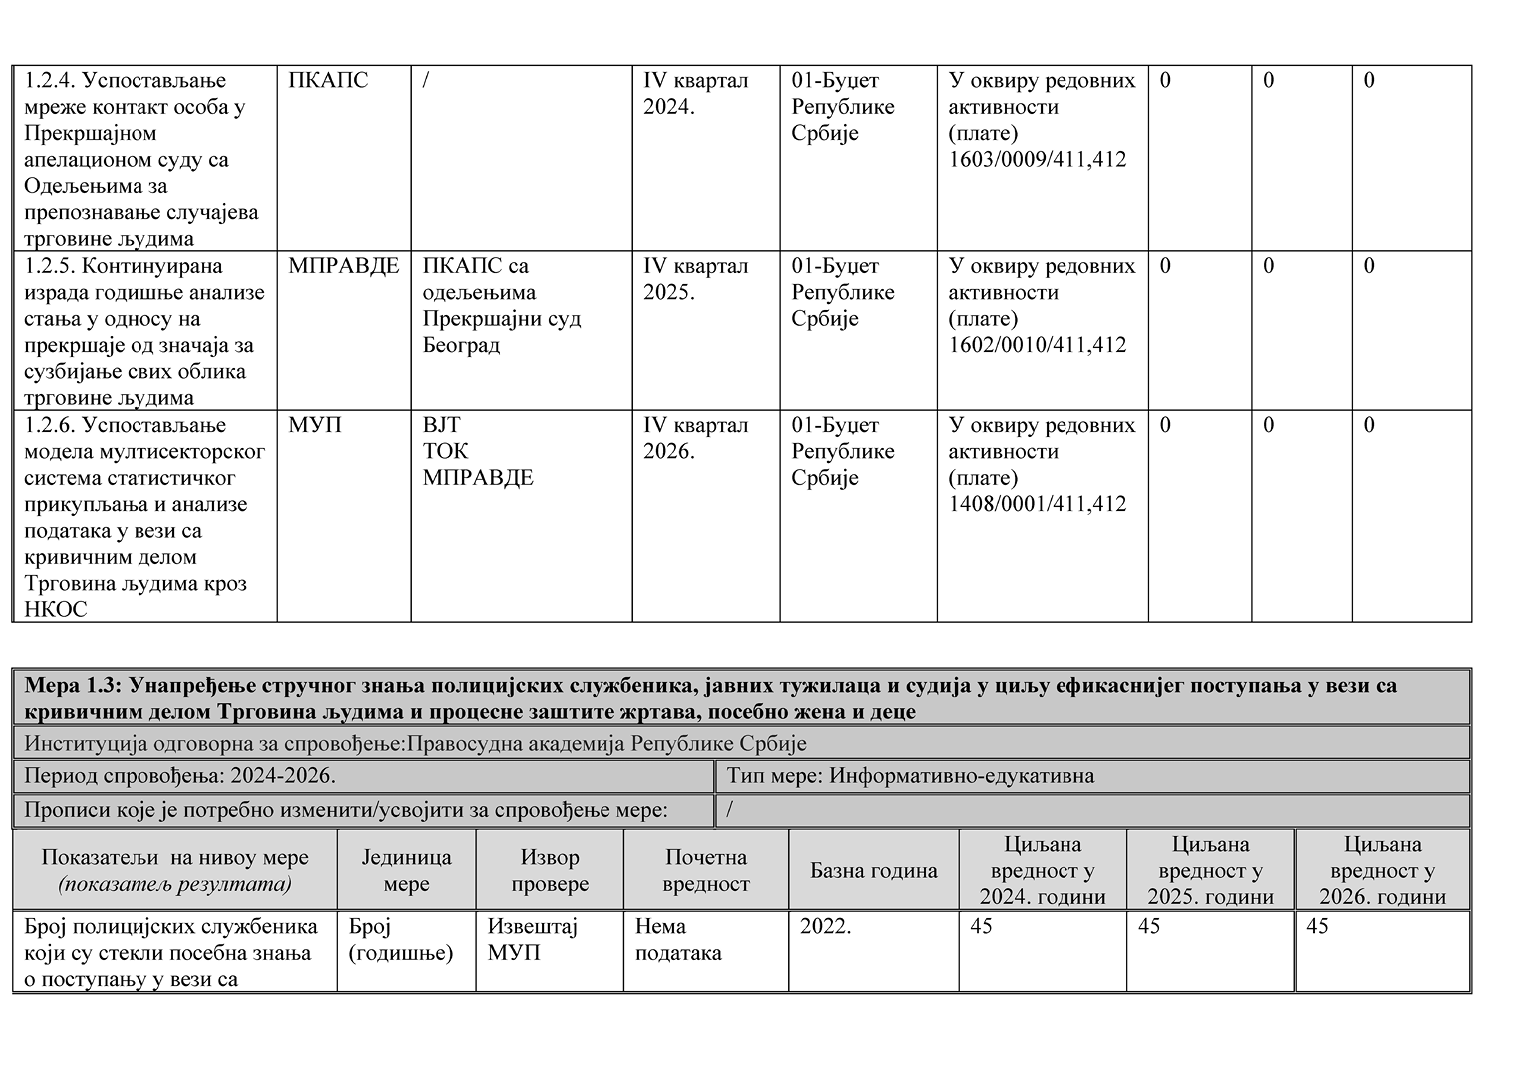 1.2.4. Успостављање
мреже контакт особа у
Прекршајном
апелационом суду са
Одељењима за
препознавање случајева
трговине људима
ПКАПС
/
IV квартал
2024.
01-Буџет
Републике
Србије
У оквиру редовних
активности
(плате)
1603/0009/411,412
0
0
0
1.2.5. Континуирана
израда годишње анализе
стања у односу на
прекршаје од значаја за
сузбијање свих облика
трговине људима
МПРАВДЕ
ПКАПС са
одељењима
Прекршајни суд
Београд
IV квартал
2025.
01-Буџет
Републике
Србије
У оквиру редовних
активности
(плате)
1602/0010/411,412
0
0
0
1.2.6. Успостављање
модела мултисекторског
система статистичког
прикупљања и анализе
података у вези са
кривичним делом
Трговина људима кроз
НКОС
МУП
ВЈТ
ТОК
МПРАВДЕ
IV квартал
2026.
01-Буџет
Републике
Србије
У оквиру редовних
активности
(плате)
1408/0001/411,412
0
0
0
Мера 1.3: Унапређење стручног знања полицијских службеника, јавних тужилаца и судија у циљу ефикаснијег поступања у вези са
кривичним делом Трговина људима и процесне заштите жртава, посебно жена и деце
Институција одговорна за спровођење:Правосудна академија Републике Србије
Период спровођења: 2024-2026.
Тип мере: Информативно-едукативна
Прописи које је потребно изменити/усвојити за спровођење мере:
/
Показатељи  на нивоу мере
(показатељ резултата)
Јединица
мере
Извор
провере
Почетна
вредност
Базна година
Циљана
вредност у
2024. години
Циљана
вредност у
2025. години
Циљана
вредност у
2026. години
Број полицијских службеника
који су стекли посебна знања
о поступању у вези са
Број
(годишње)
Извештај
МУП
Нема
података
2022.
45
45
45